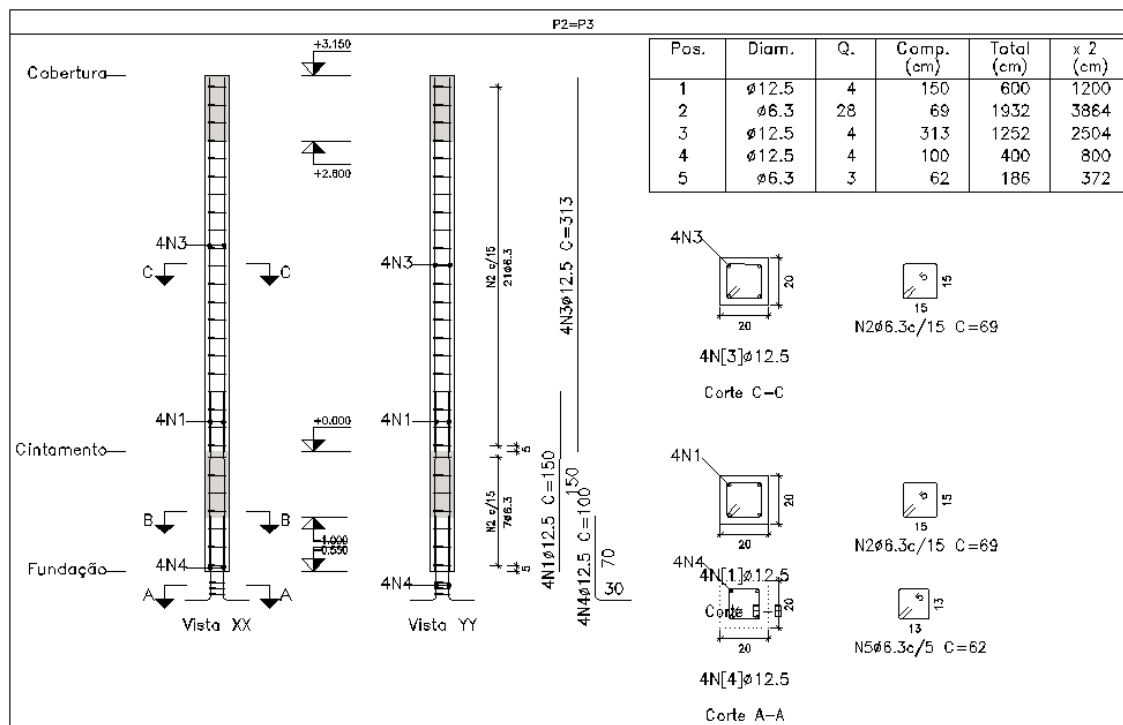 P2=P3
Pos. Diam. Q. Comp. (cm) Total (cm) x 2 (cm)
1 ø12.5 4 150 600 1200
2 ø6.3 28 69 1932 3864
3 ø12.5 4 313 1252 2504
4 ø12.5 4 100 400 800
5 ø6.3 3 62 186 372
Cobertura
+3.150
+2.800
4N3
4N3
C C
N2 c/15
21ø6.3
4N3ø12.5 C=313
4N1
4N1
+0.000
Cintamento
5
N2 c/15
7ø6.3
5
4N1ø12.5 C=150
150
4N4ø12.5 C=100
70
30
B B
-1.000
-0.550
Fundação
4N4
4N4
A A
Vista XX
Vista YY
4N3
20
20
4N[3]ø12.5
Corte C-C
5
15
15
N2ø6.3c/15 C=69
4N1
20
20
4N[1]ø12.5
Corte B-B
5
15
15
N2ø6.3c/15 C=69
4N4
20
20
4N[4]ø12.5
Corte A-A
5
13
13
N5ø6.3c/5 C=62